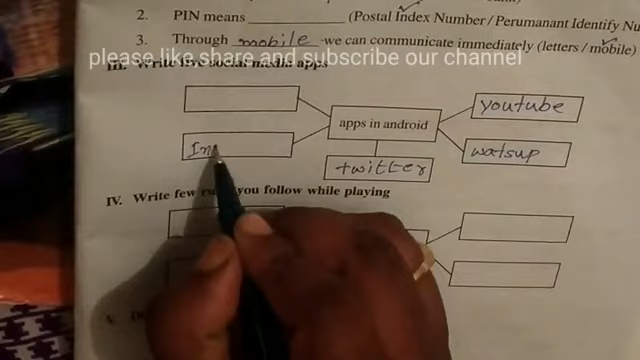 2. PIN means ____________ (Postal Index Number / Perumanant Identify Nu
3. Through mobile we can communicate immediately (letters / mobile)
please like share and subscribe our channel
III. Write five social media apps
apps in android
youtube
In
twitter
watsup
IV. Write few ru you follow while playing
V.